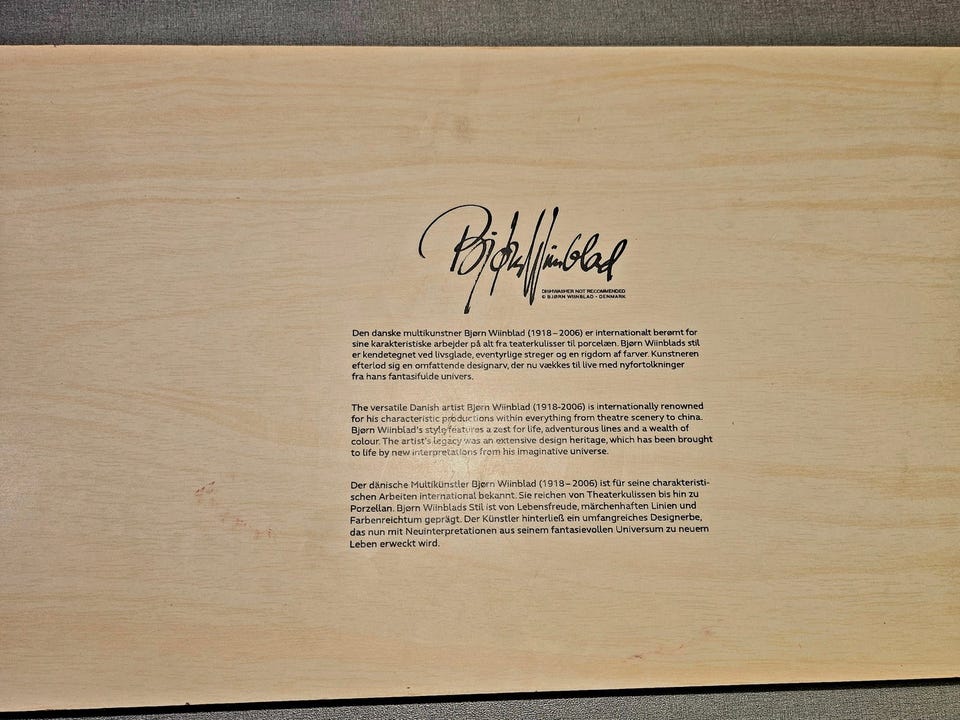 Bjørn Wiinblad
DISHWASHER NOT RECOMMENDED
© BJØRN WIINBLAD - DENMARK
Den danske multikunstner Bjørn Wiinblad (1918 – 2006) er internationalt berømt for
sine karakteristiske arbejder på alt fra teaterkulisser til porcelæn. Bjørn Wiinblads stil
er kendetegnet ved livsglade, eventyrlige streger og en rigdom af farver. Kunstneren
efterlod sig en omfattende designarv, der nu vækkes til live med nyfortolkninger
fra hans fantasifulde univers.
The versatile Danish artist Bjørn Wiinblad (1918-2006) is internationally renowned
for his characteristic productions within everything from theatre scenery to china.
Bjørn Wiinblad's style features a zest for life, adventurous lines and a wealth of
colour. The artist's legacy was an extensive design heritage, which has been brought
to life by new interpretations from his imaginative universe.
Der dänische Multikünstler Bjørn Wiinblad (1918 – 2006) ist für seine charakteristi-
schen Arbeiten international bekannt. Sie reichen von Theaterkulissen bis hin zu
Porzellan. Bjørn Wiinblads Stil ist von Lebensfreude, märchenhaften Linien und
Farbenreichtum geprägt. Der Künstler hinterließ ein umfangreiches Designerbe,
das nun mit Neuinterpretationen aus seinem fantasievollen Universum zu neuem
Leben erweckt wird.